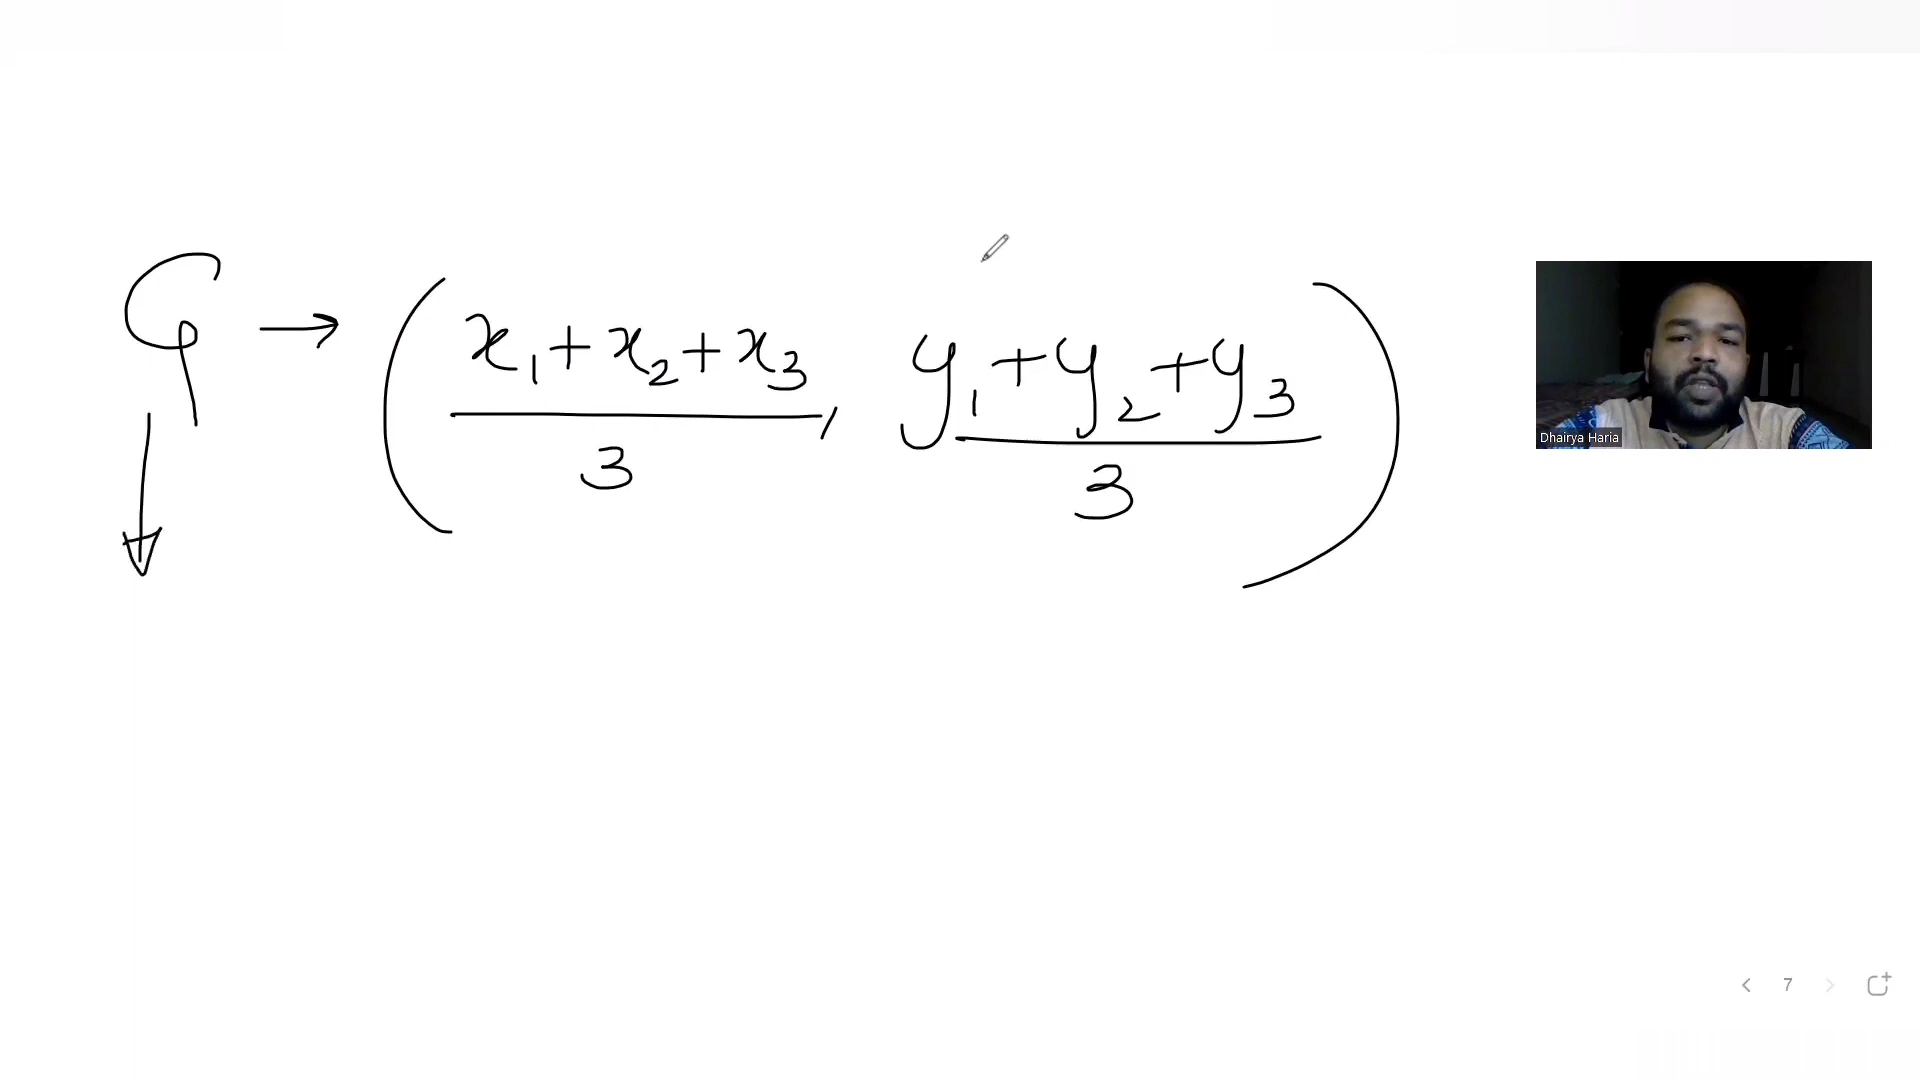 G → ( x₁+x₂+x₃ / 3 , y₁+y₂+y₃ / 3 )
Dhairya Haria
7